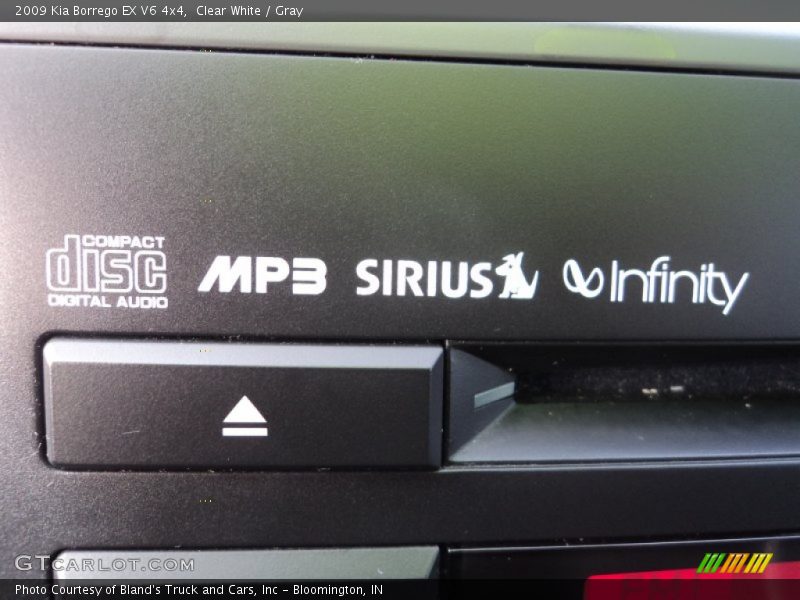 2009 Kia Borrego EX V6 4x4,  Clear White / Gray
COMPACT
disc
DIGITAL AUDIO
MP3 SIRIUS Infinity
GTCARLOT.COM
Photo Courtesy of Bland's Truck and Cars, Inc - Bloomington, IN